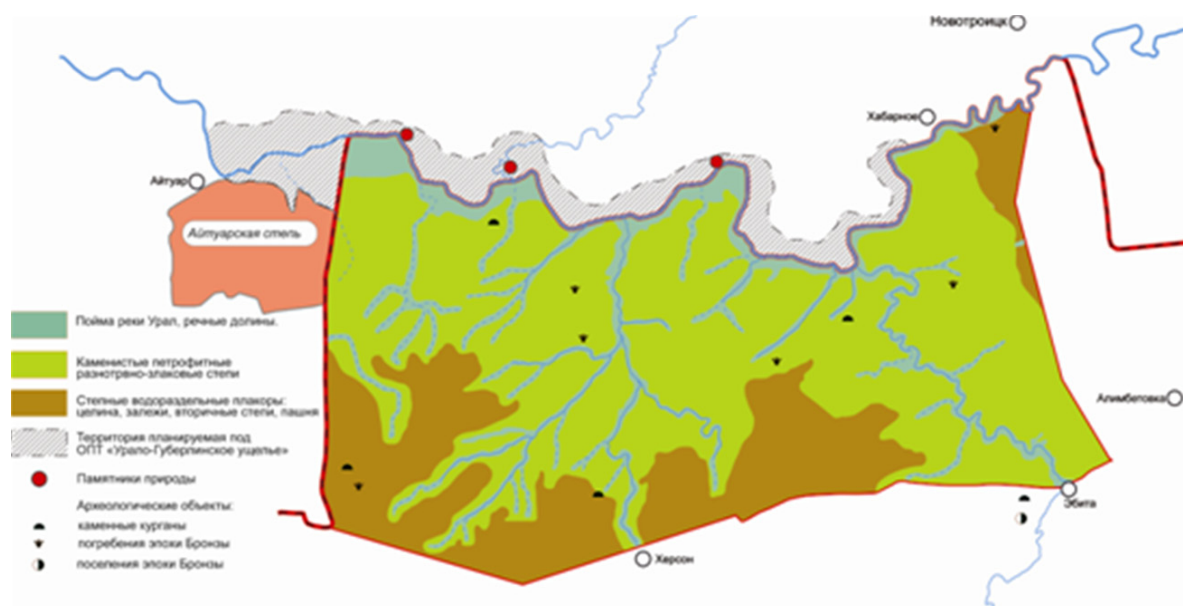 Новотроицк
Хабарное
Айтуар
Айтуарская степь
Пойма реки Урал, речные долины.
Каменистые петрофитные
разнотрвно-злаковые степи
Степные водораздельные плакоры:
целина, залежи, вторичные степи, пашня
Алимбетовка
Территория планируемая под
ОПТ «Урало-Губерлинское ущелье»
Памятники природы
Эбита
Археологические объекты:
каменные курганы
погребения эпохи Бронзы
Херсон
поселения эпохи Бронзы